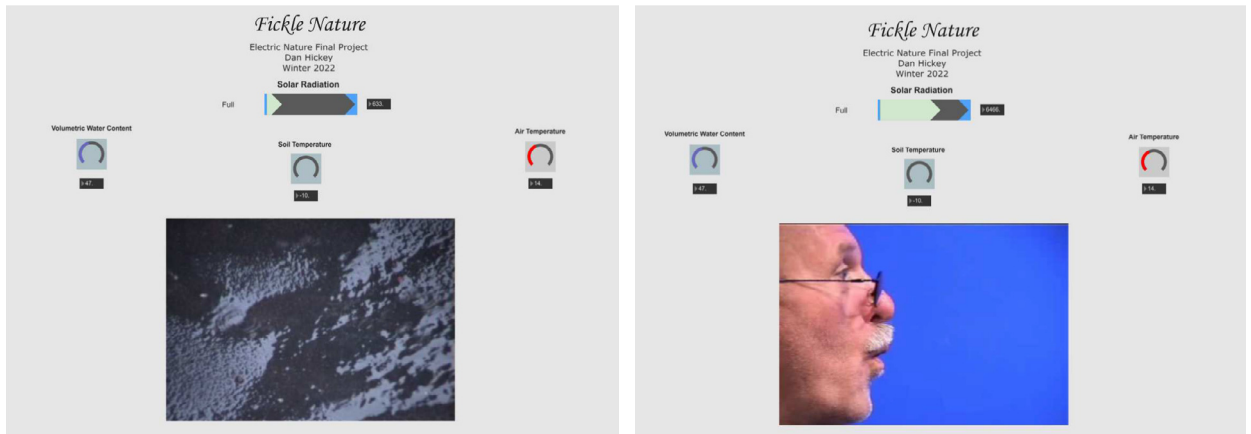 Fickle Nature
Electric Nature Final Project
Dan Hickey
Winter 2022
Solar Radiation
Full
633.
Volumetric Water Content
Soil Temperature
Air Temperature
47.
-10.
14.
Fickle Nature
Electric Nature Final Project
Dan Hickey
Winter 2022
Solar Radiation
Full
6466.
Volumetric Water Content
Soil Temperature
Air Temperature
47.
-10.
14.